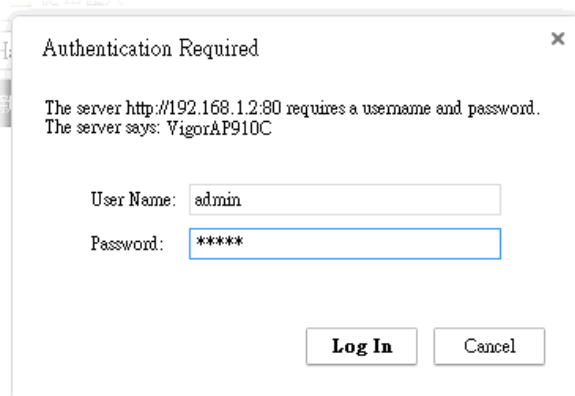 Authentication Required
The server http://192.168.1.2:80 requires a username and password.
The server says: VigorAP910C
User Name: admin
Password: *****
Log In Cancel